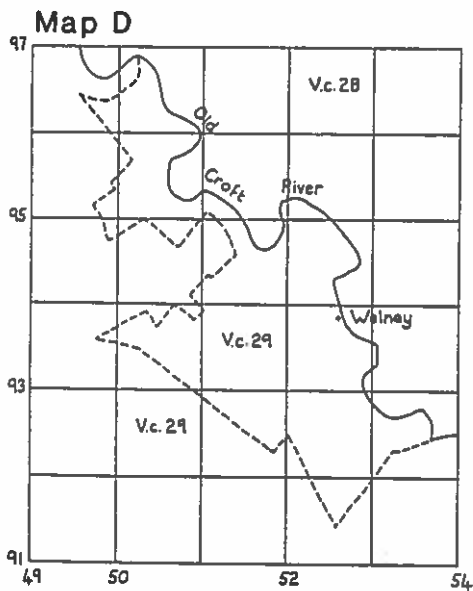 Map D
97
V.c. 28
Old
Croft
River
95
Welney
V.c. 29
93
V.c. 29
91
49 50 52 54